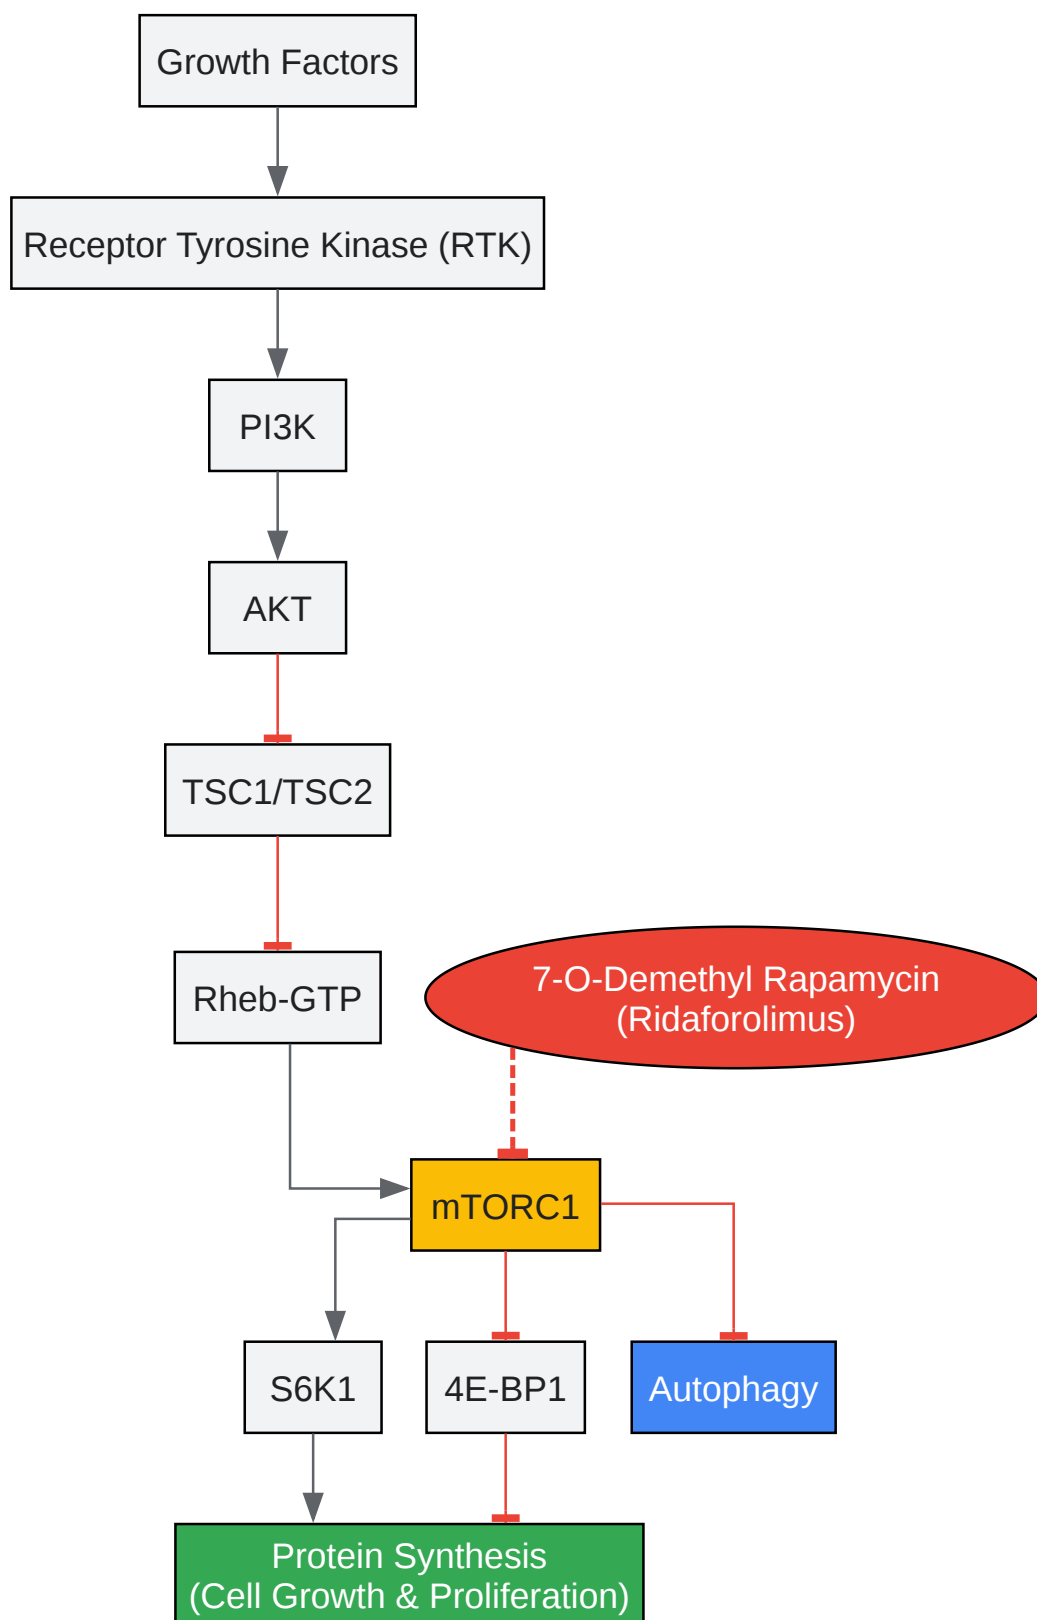 Growth Factors
Receptor Tyrosine Kinase (RTK)
PI3K
AKT
TSC1/TSC2
Rheb-GTP
7-O-Demethyl Rapamycin
(Ridaforolimus)
mTORC1
S6K1
4E-BP1
Autophagy
Protein Synthesis
(Cell Growth & Proliferation)